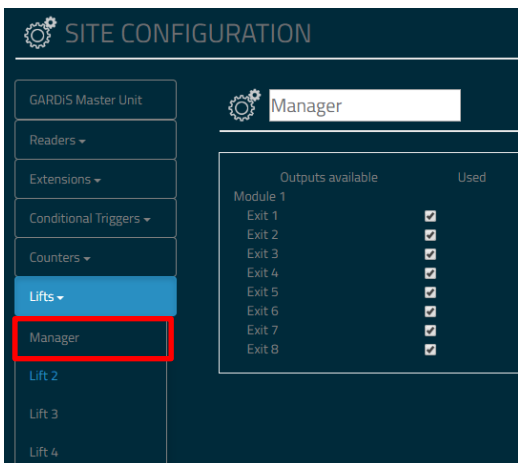 SITE CONFIGURATION
GARDiS Master Unit
Readers
Extensions
Conditional Triggers
Counters
Lifts
Manager
Lift 2
Lift 3
Lift 4
Manager
Outputs available Used
Module 1
Exit 1
Exit 2
Exit 3
Exit 4
Exit 5
Exit 6
Exit 7
Exit 8